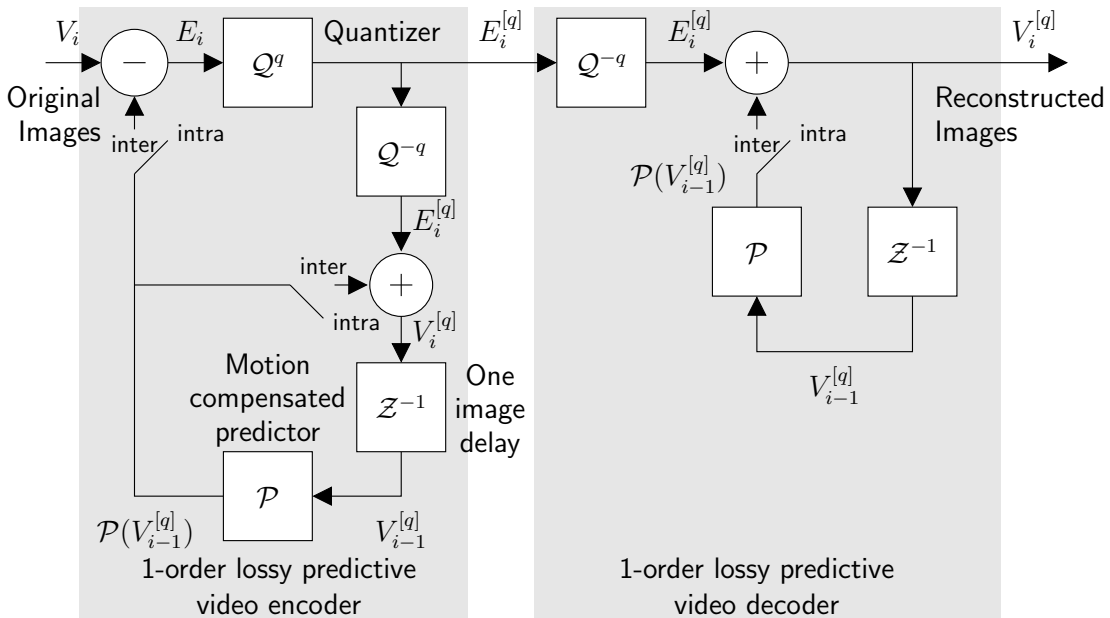 V_i
Original
Images
−
E_i
Q^q
Quantizer
E_i^{[q]}
Q^{−q}
E_i^{[q]}
+
V_i^{[q]}
Reconstructed
Images
inter
intra
Q^{−q}
inter
intra
P(V_{i−1}^{[q]})
E_i^{[q]}
P
Z^{−1}
inter
+
intra
V_i^{[q]}
V_{i−1}^{[q]}
Motion
compensated
predictor
Z^{−1}
One
image
delay
P
P(V_{i−1}^{[q]})
V_{i−1}^{[q]}
1-order lossy predictive
video encoder
1-order lossy predictive
video decoder